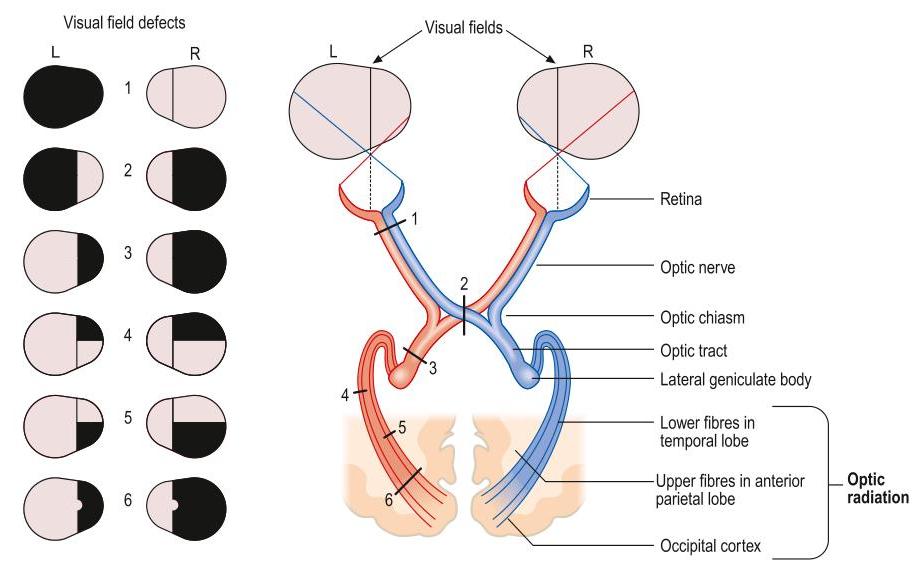 Visual field defects
L
R
1
2
3
4
5
6
Visual fields
L
R
1
2
3
4
5
6
Retina
Optic nerve
Optic chiasm
Optic tract
Lateral geniculate body
Lower fibres in
temporal lobe
Upper fibres in anterior
parietal lobe
Occipital cortex
Optic
radiation